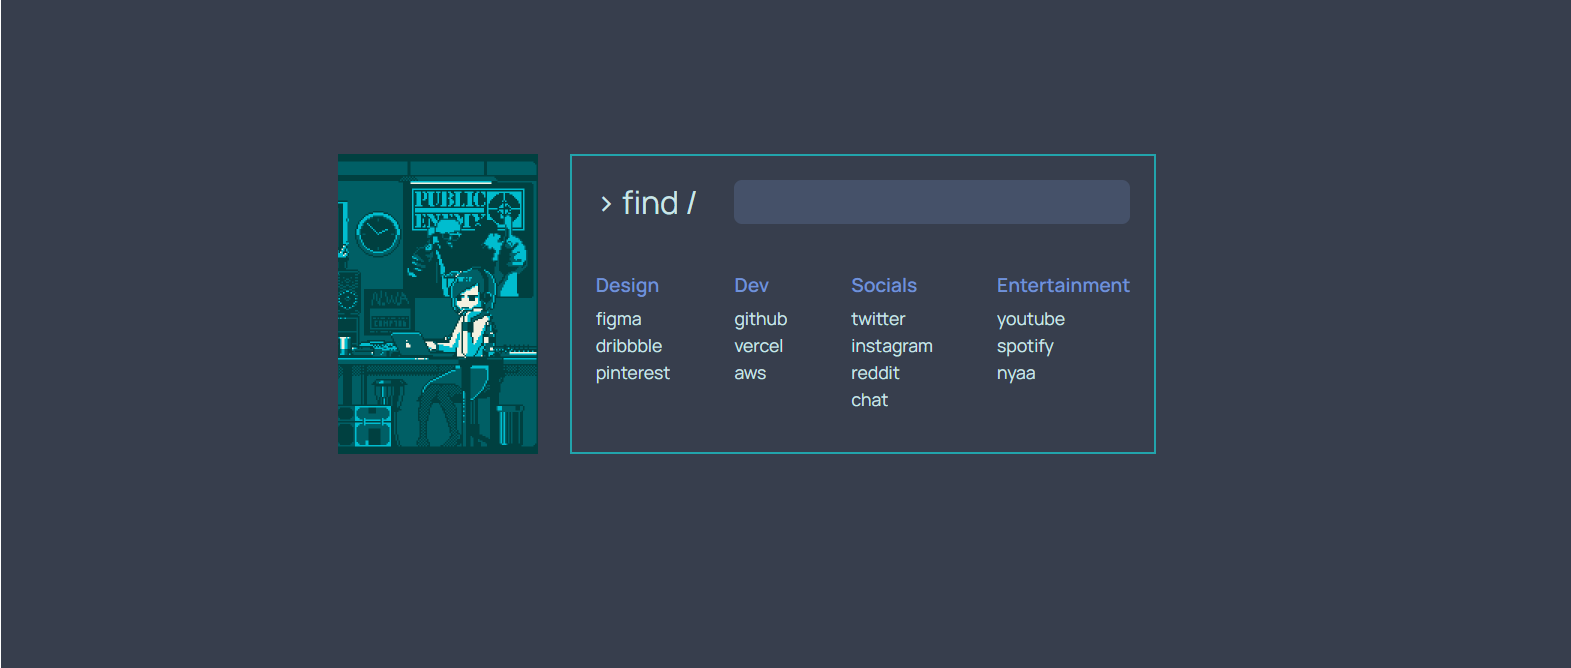 PUBLIC
ENEMY
N.W.A
COMPTON
› find /
Design
figma
dribbble
pinterest
Dev
github
vercel
aws
Socials
twitter
instagram
reddit
chat
Entertainment
youtube
spotify
nyaa